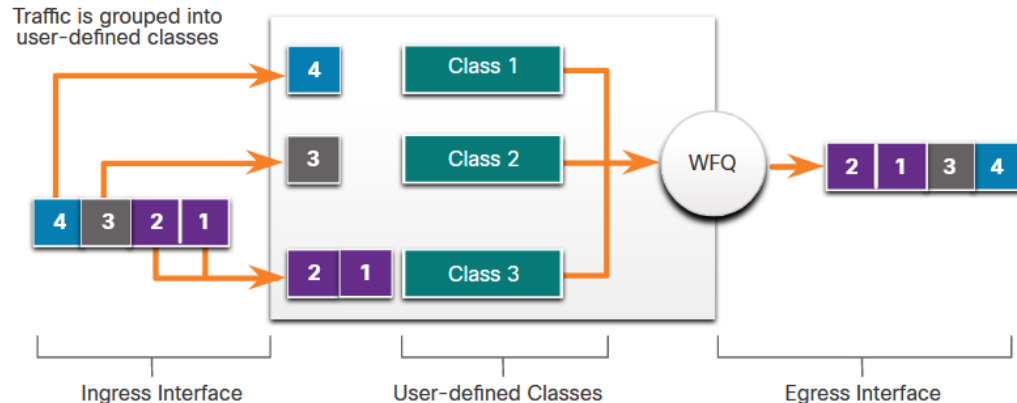 Traffic is grouped into
user-defined classes
4
Class 1
3
Class 2
WFQ
2 1 3 4
4 3 2 1
2 1
Class 3
Ingress Interface
User-defined Classes
Egress Interface